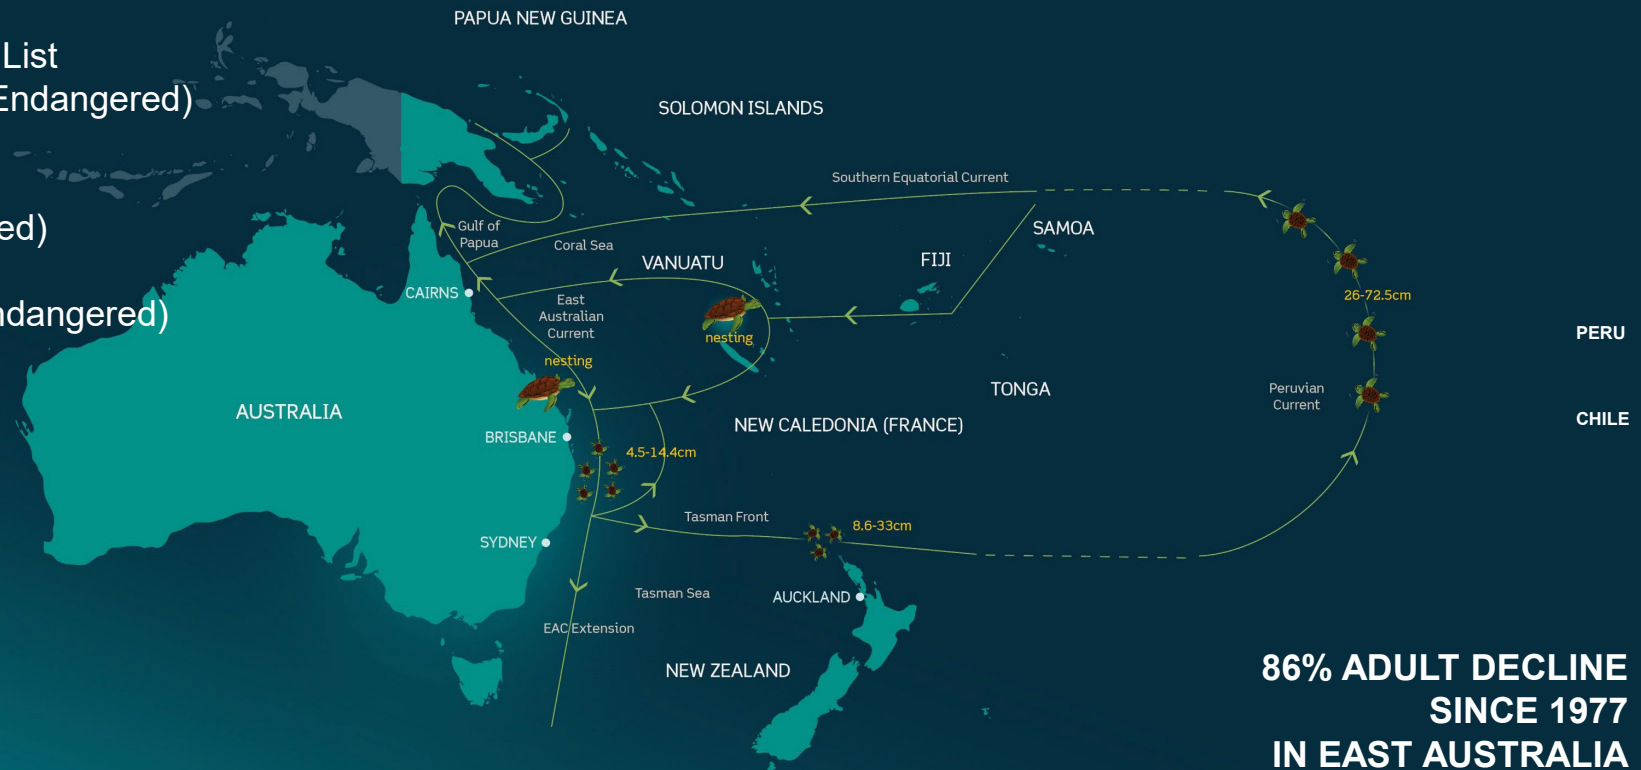 PAPUA NEW GUINEA
List
Endangered)
SOLOMON ISLANDS
Southern Equatorial Current
ed)
Gulf of
Papua
Coral Sea
SAMOA
VANUATU
FIJI
CAIRNS
ndangered)
East
Australian
Current
26-72.5cm
nesting
PERU
nesting
AUSTRALIA
TONGA
Peruvian
Current
NEW CALEDONIA (FRANCE)
CHILE
BRISBANE
4.5-14.4cm
Tasman Front
8.6-33cm
SYDNEY
Tasman Sea
AUCKLAND
EAC Extension
NEW ZEALAND
86% ADULT DECLINE
SINCE 1977
IN EAST AUSTRALIA